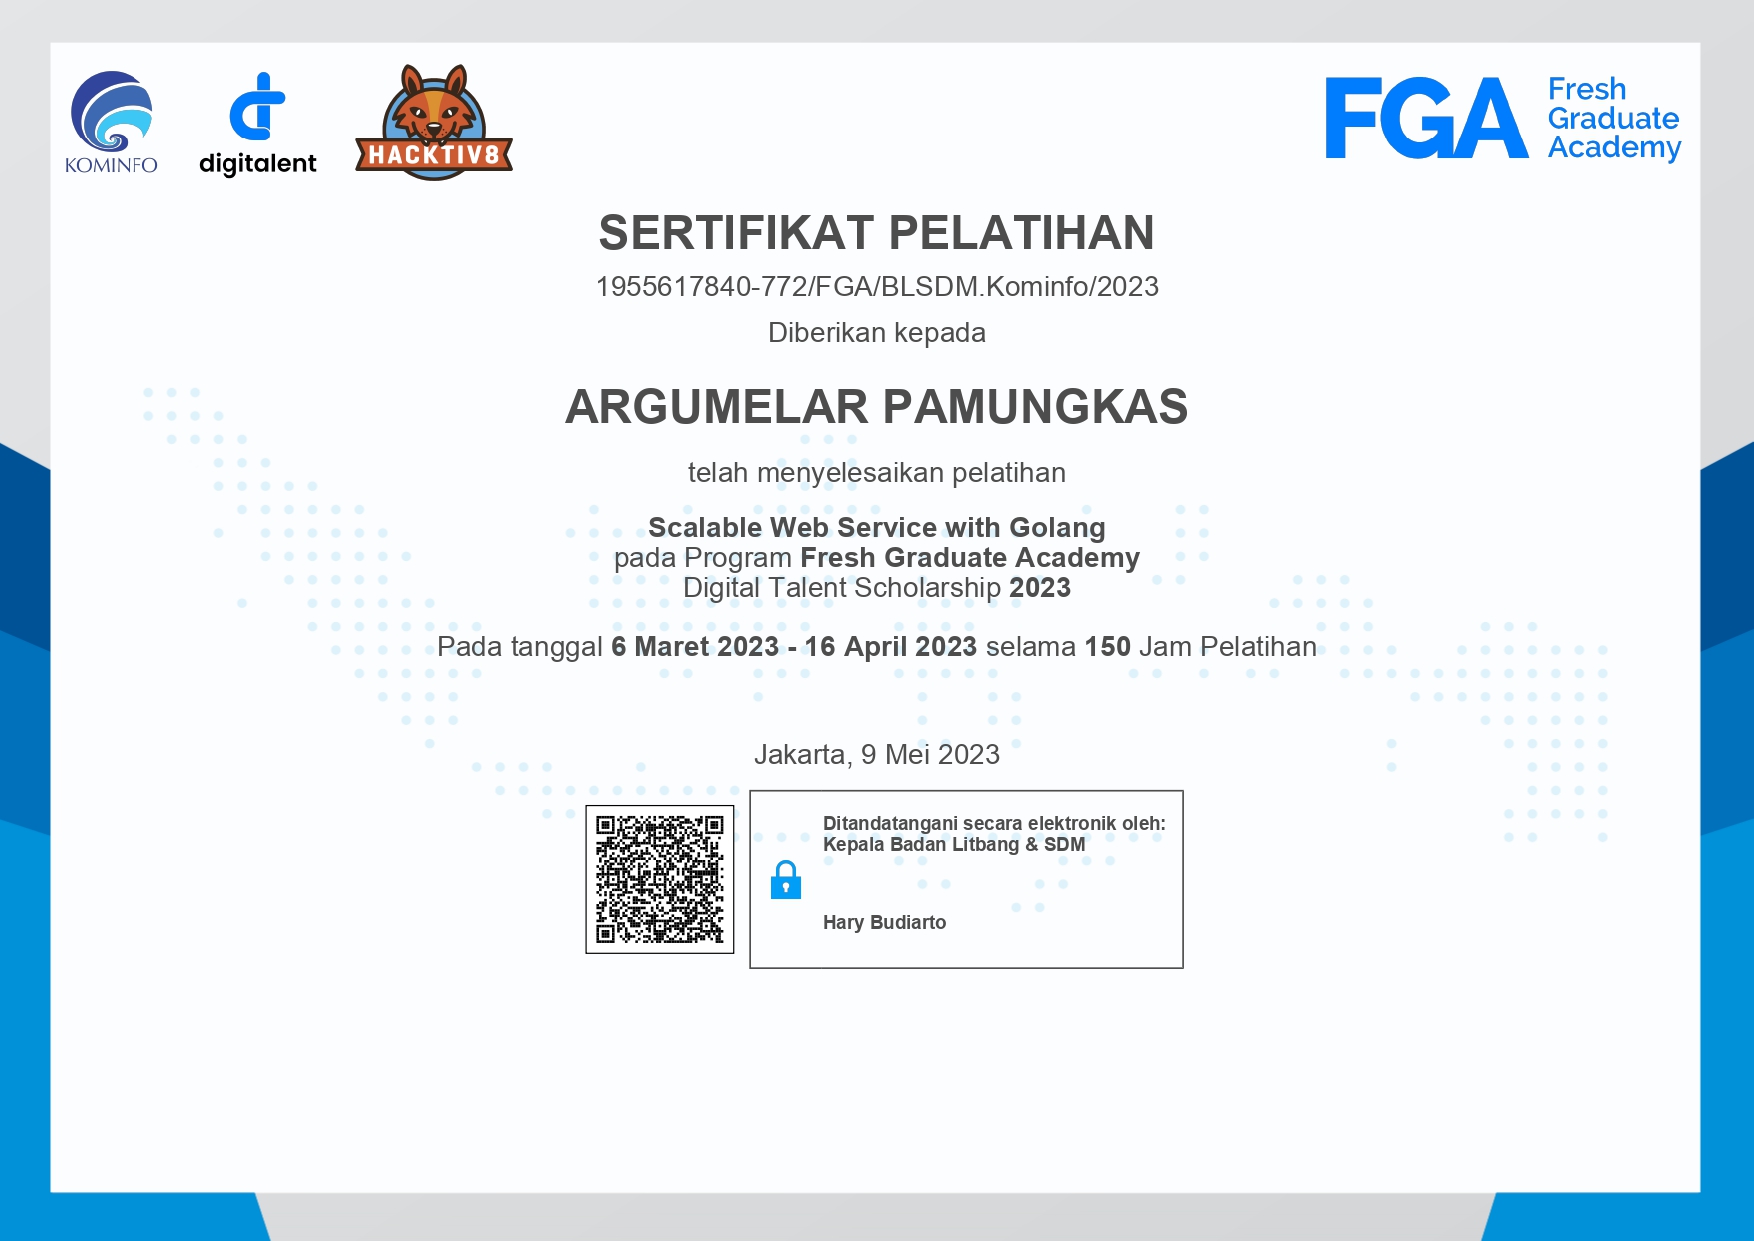 KOMINFO
digitalent
HACKTIV8
FGA
Fresh
Graduate
Academy
SERTIFIKAT PELATIHAN
1955617840-772/FGA/BLSDM.Kominfo/2023
Diberikan kepada
ARGUMELAR PAMUNGKAS
telah menyelesaikan pelatihan
Scalable Web Service with Golang
pada Program Fresh Graduate Academy
Digital Talent Scholarship 2023
Pada tanggal 6 Maret 2023 - 16 April 2023 selama 150 Jam Pelatihan
Jakarta, 9 Mei 2023
Ditandatangani secara elektronik oleh:
Kepala Badan Litbang & SDM
Hary Budiarto